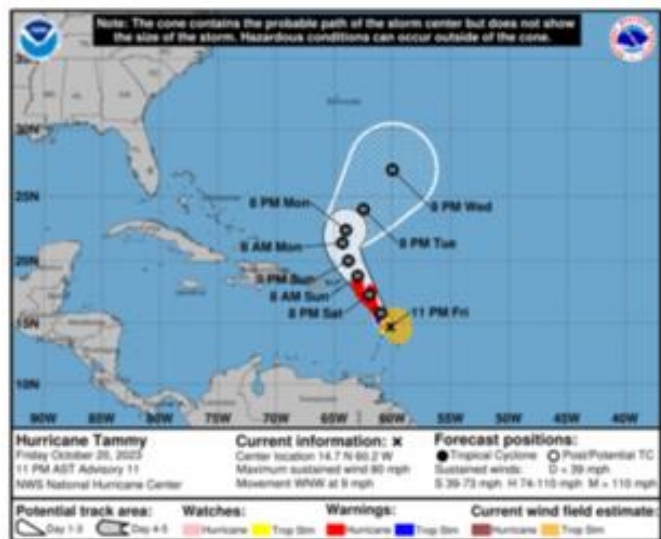 Note: The cone contains the probable path of the storm center but does not show
the size of the storm. Hazardous conditions can occur outside of the cone.
35N
30N
8 PM Mon
8 PM Wed
25N
8 AM Mon
8 PM Tue
20N
8 PM Sun
8 AM Sun
8 PM Sat
11 PM Fri
15N
10N
90W 85W 80W 75W 70W 65W 60W 55W 50W 45W 40W
Hurricane Tammy
Friday October 20, 2023
11 PM AST Advisory 11
NWS National Hurricane Center
Current information: x
Center location 14.7 N 60.2 W
Maximum sustained wind 80 mph
Movement WNW at 9 mph
Forecast positions:
Tropical Cyclone Post/Potential TC
Sustained winds: D < 39 mph
S 39-73 mph H 74-110 mph M > 110 mph
Potential track area:
Day 1-3 Day 4-5
Watches:
Hurricane Trop Stm
Warnings:
Hurricane Trop Stm
Current wind field estimate:
Hurricane Trop Stm